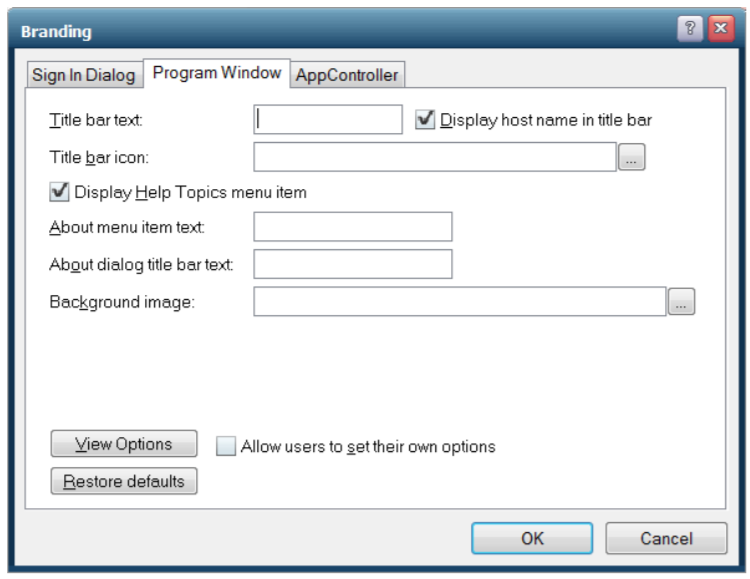 Branding
?
Sign In Dialog Program Window AppController
Title bar text: Display host name in title bar
Title bar icon: ...
Display Help Topics menu item
About menu item text:
About dialog title bar text:
Background image: ...
View Options Allow users to set their own options
Restore defaults
OK Cancel